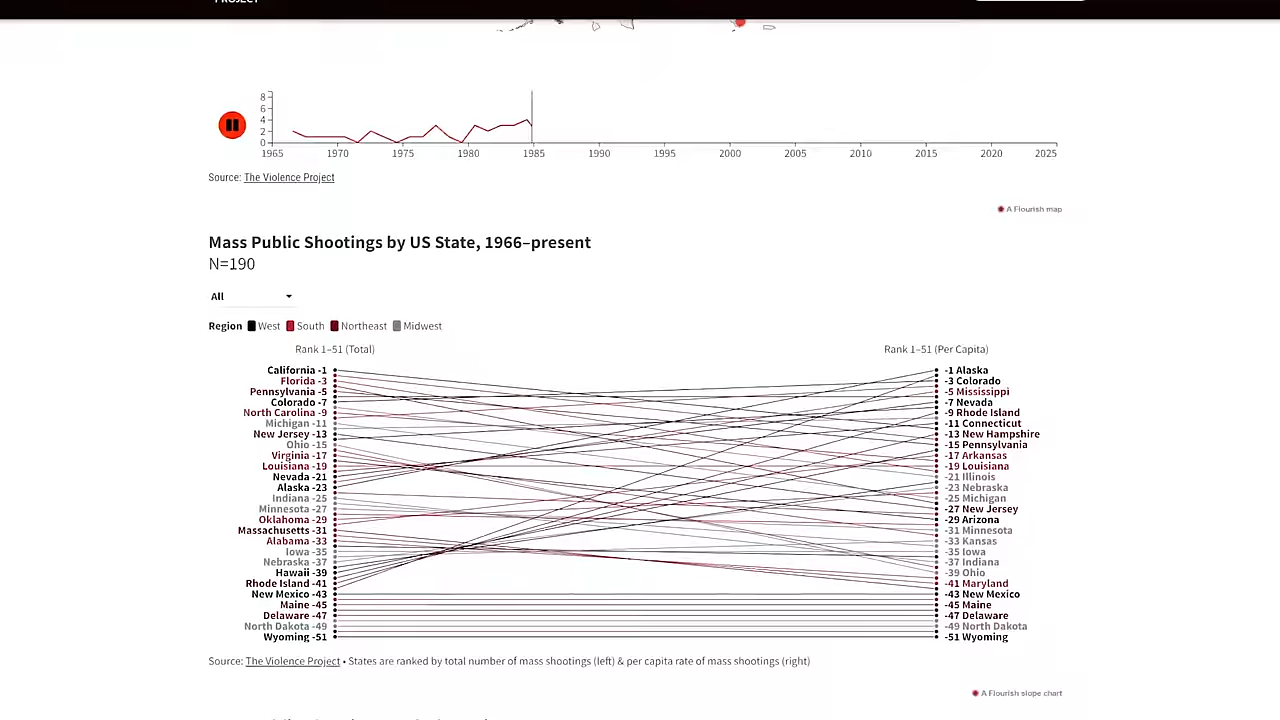 PROJECT
8
6
4
2
0
1965 1970 1975 1980 1985 1990 1995 2000 2005 2010 2015 2020 2025
Source: The Violence Project
A Flourish map
Mass Public Shootings by US State, 1966–present
N=190
All
Region West South Northeast Midwest
Rank 1–51 (Total) Rank 1–51 (Per Capita)
California -1 -1 Alaska
Florida -3 -3 Colorado
Pennsylvania -5 -5 Mississippi
Colorado -7 -7 Nevada
North Carolina -9 -9 Rhode Island
Michigan -11 -11 Connecticut
New Jersey -13 -13 New Hampshire
Ohio -15 -15 Pennsylvania
Virginia -17 -17 Arkansas
Louisiana -19 -19 Louisiana
Nevada -21 -21 Illinois
Alaska -23 -23 Nebraska
Indiana -25 -25 Michigan
Minnesota -27 -27 New Jersey
Oklahoma -29 -29 Arizona
Massachusetts -31 -31 Minnesota
Alabama -33 -33 Kansas
Iowa -35 -35 Iowa
Nebraska -37 -37 Indiana
Hawaii -39 -39 Ohio
Rhode Island -41 -41 Maryland
New Mexico -43 -43 New Mexico
Maine -45 -45 Maine
Delaware -47 -47 Delaware
North Dakota -49 -49 North Dakota
Wyoming -51 -51 Wyoming
Source: The Violence Project • States are ranked by total number of mass shootings (left) & per capita rate of mass shootings (right)
A Flourish slope chart